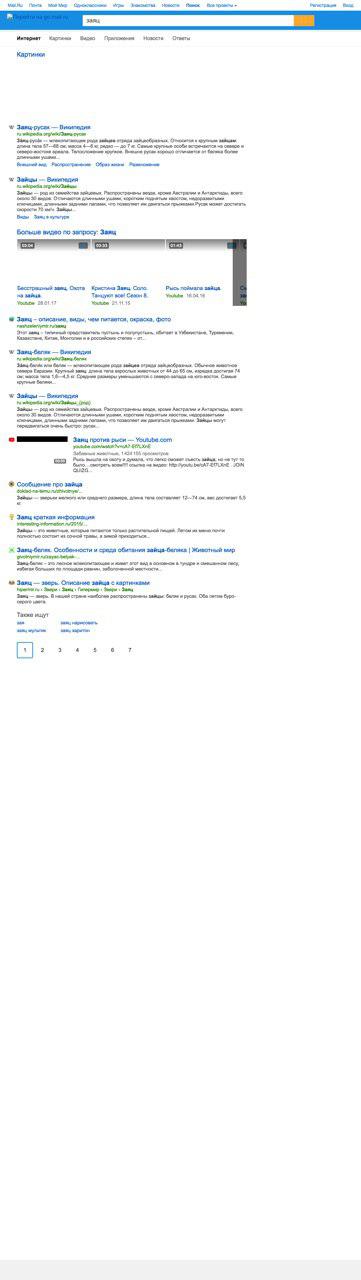 Mail.Ru Почта Мой Мир Одноклассники Игры Знакомства Новости Поиск Все проекты Регистрация Вход
Перейти на go.mail.ru
заяц
Интернет Картинки Видео Приложения Новости Ответы
Картинки
Заяц-русак — Википедия
ru.wikipedia.org/wiki/Заяц-русак
Заяц-руса́к — млекопитающее рода зайцев отряда зайцеобразных. Относится к крупным зайцам:
длина тела 57—68 см, масса 4—6 кг, редко — до 7 кг. Самые крупные особи встречаются на севере и
северо-востоке ареала. Телосложение хрупкое. Внешне русак хорошо отличается от беляка более
длинными ушами...
Внешний вид Распространение Образ жизни Размножение
Зайцы — Википедия
ru.wikipedia.org/wiki/Зайцы
Зайцы — род из семейства зайцевых. Распространены везде, кроме Австралии и Антарктиды, всего
около 30 видов. Отличаются длинными ушами, коротким поднятым хвостом, недоразвитыми
ключицами, длинными задними лапами, что позволяет им двигаться прыжками.Русак может достигать
скорости 70 км/ч. Зайцы...
Виды Заяц в культуре
Больше видео по запросу: Заяц
03:04 03:33 01:43
Бесстрашный заяц. Охота
на зайца.
Youtube 28.01.17
Кристина Заяц. Соло.
Танцуют все! Сезон 8.
Youtube 21.11.15
Рысь поймала зайца.
Youtube 16.04.16
Заяц – описание, виды, чем питается, окраска, фото
nashzeleniymir.ru/заяц
Этот заяц – типичный представитель пустынь и полупустынь, обитает в Узбекистане, Туркмении,
Казахстане, Китае, Монголии и в российских степях – от...
Заяц-беляк — Википедия
ru.wikipedia.org/wiki/Заяц-беляк
Заяц-беляк или беляк — млекопитающее рода зайцев отряда зайцеобразных. Обычное животное
севера Евразии. Крупный заяц: длина тела взрослых животных от 44 до 65 см, изредка достигая 74
см; масса тела 1,6—4,5 кг. Средние размеры уменьшаются с северо-запада на юго-восток. Самые
крупные беляки...
Зайцы — Википедия
ru.wikipedia.org/wiki/Зайцы_(род)
Зайцы — род из семейства зайцевых. Распространены везде, кроме Австралии и Антарктиды, всего
около 30 видов. Отличаются длинными ушами, коротким поднятым хвостом, недоразвитыми
ключицами, длинными задними лапами, что позволяет им двигаться прыжками. Зайцы могут
передвигаться очень быстро: русак...
Заяц против рыси — Youtube.com
youtube.com/watch?v=oA7-Ef7LXnE
Забавные животные, 1 424 155 просмотров
Рысь вышла на охоту и думала, что легко сможет съесть зайца, но не тут то
было. ..смотреть всем!!!! ссылка на видео: http://youtu.be/oA7-Ef7LXnE . JOIN
QUIZG...
Сообщение про зайца
doklad-na-temu.ru/zhivotnye/...
Зайцы — зверьки мелкого или среднего размера, длина тела составляет 12—74 см, вес достигает 5,5
кг.
Заяц краткая информация
interesting-information.ru/2015/...
Зайцы – это животные, которые питаются только растительной пищей. Летом их меню почти
полностью состоит из сочной травы, а зимой приходиться...
Заяц-беляк. Особенности и среда обитания зайца-беляка | Животный мир
givotniymir.ru/zayac-belyak-...
Заяц-беляк – это лесное млекопитающее и живет этот вид в основном в тундре и смешанном лесу,
избегая больших по площади равнин, заболоченной местности...
Заяц — зверь. Описание зайца с картинками
hipermir.ru › Звери › Заяц › Гипермир › Звери › Заяц
Заяц — зверь. В нашей стране наиболее распространены зайцы: беляк и русак. Оба летом буро-
серого цвета.
Также ищут
зая заяц нарисовать
заяц мультик заяц харитон
1 2 3 4 5 6 7